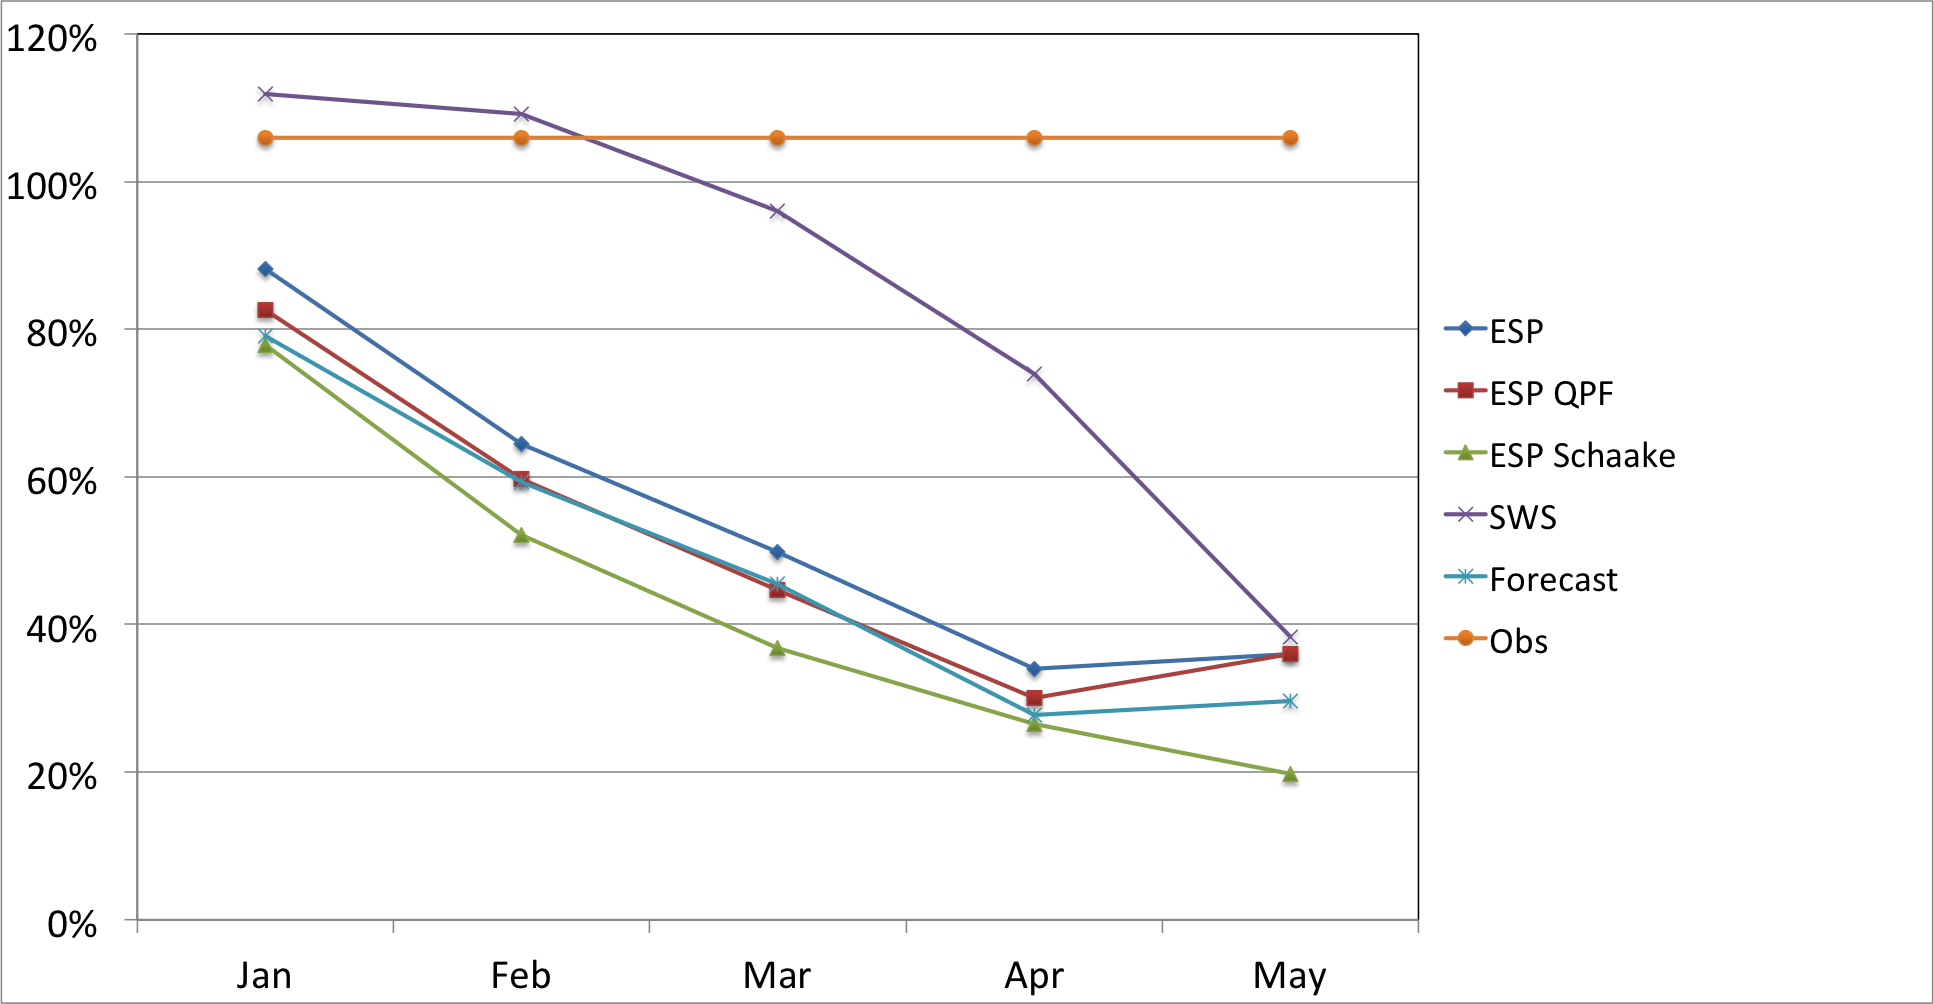 120%
100%
80%
60%
40%
20%
0%
Jan Feb Mar Apr May
ESP
ESP QPF
ESP Schaake
SWS
Forecast
Obs